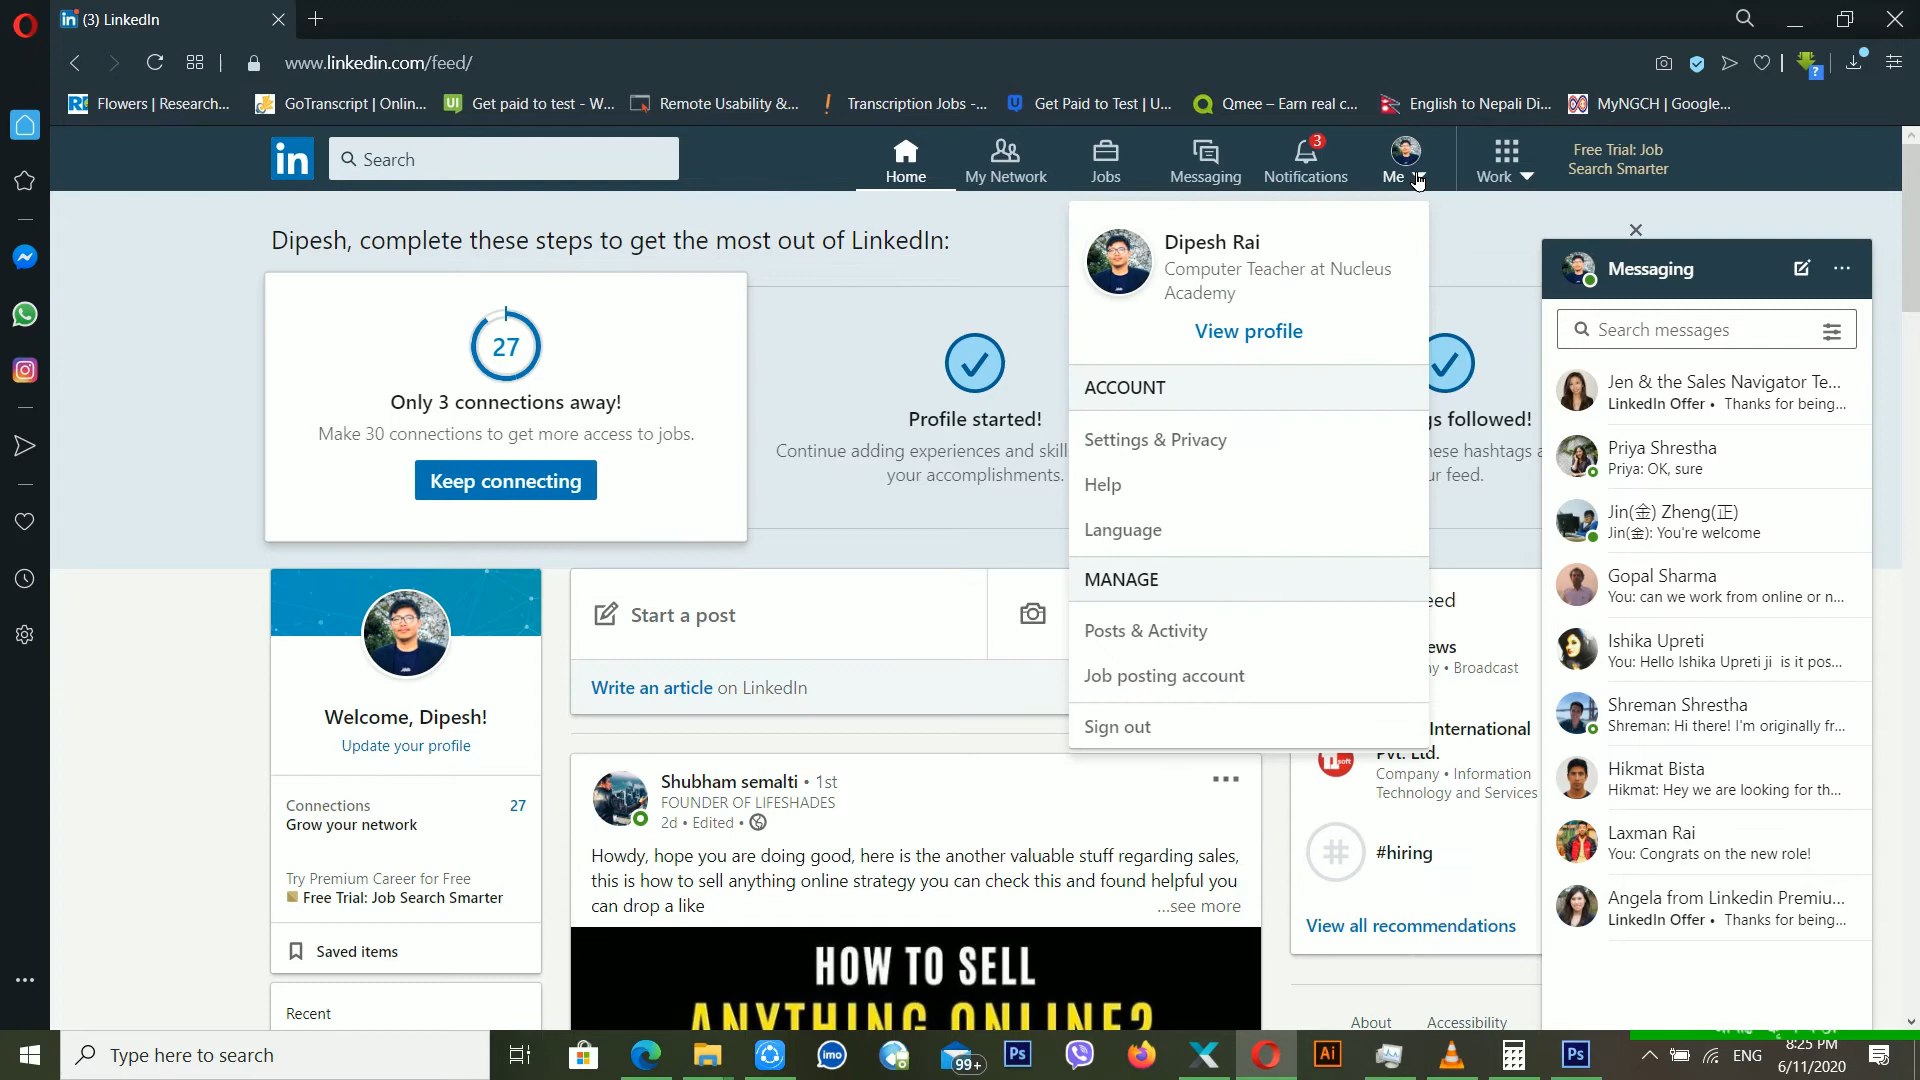 (3) LinkedIn
www.linkedin.com/feed/
Flowers | Research...
GoTranscript | Onlin...
UI Get paid to test - W...
Remote Usability &...
Transcription Jobs -...
Get Paid to Test | U...
Qmee – Earn real c...
English to Nepali Di...
MyNGCH | Google...
in
Search
Home
My Network
Jobs
Messaging
3
Notifications
Me
Work
Free Trial: Job
Search Smarter
Dipesh, complete these steps to get the most out of LinkedIn:
27
Only 3 connections away!
Make 30 connections to get more access to jobs.
Keep connecting
Profile started!
Continue adding experiences and skill
your accomplishments.
gs followed!
hese hashtags a
ur feed.
Dipesh Rai
Computer Teacher at Nucleus
Academy
View profile
ACCOUNT
Settings & Privacy
Help
Language
MANAGE
Posts & Activity
Job posting account
Sign out
Welcome, Dipesh!
Update your profile
Connections 27
Grow your network
Try Premium Career for Free
Free Trial: Job Search Smarter
Saved items
Recent
Start a post
Write an article on LinkedIn
Shubham semalti • 1st
FOUNDER OF LIFESHADES
2d • Edited •
Howdy, hope you are doing good, here is the another valuable stuff regarding sales,
this is how to sell anything online strategy you can check this and found helpful you
can drop a like
...see more
HOW TO SELL
ANYTHING ONLINE?
eed
ews
ny • Broadcast
International
Pvt. Ltd.
Company • Information
Technology and Services
#hiring
View all recommendations
About
Accessibility
Messaging
Search messages
Jen & the Sales Navigator Te...
LinkedIn Offer • Thanks for being...
Priya Shrestha
Priya: OK, sure
Jin(金) Zheng(正)
Jin(金): You're welcome
Gopal Sharma
You: can we work from online or n...
Ishika Upreti
You: Hello Ishika Upreti ji is it pos...
Shreman Shrestha
Shreman: Hi there! I'm originally fr...
Hikmat Bista
Hikmat: Hey we are looking for th...
Laxman Rai
You: Congrats on the new role!
Angela from Linkedin Premiu...
LinkedIn Offer • Thanks for being...
Type here to search
imo
99+
Ps
Ai
Ps
ENG
8:25 PM
6/11/2020